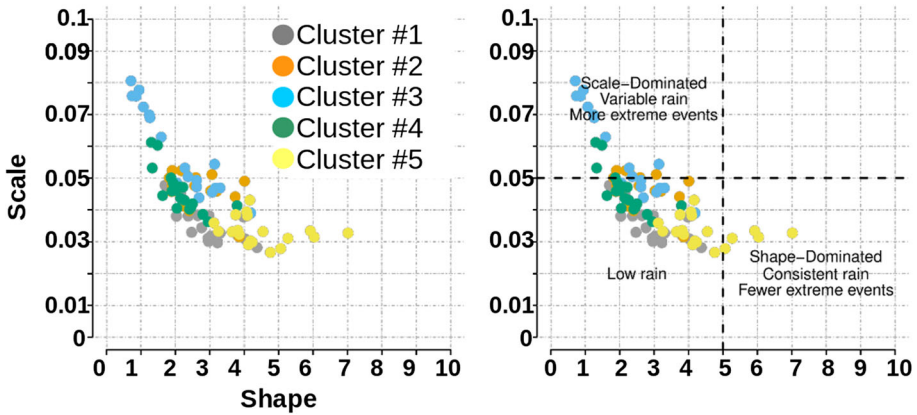 0.1
0.09
0.07
0.05
0.03
0.01
0
Scale
Cluster #1
Cluster #2
Cluster #3
Cluster #4
Cluster #5
0 1 2 3 4 5 6 7 8 9 10
Shape
0.1
0.09
0.07
0.05
0.03
0.01
0
Scale-Dominated
Variable rain
More extreme events
Low rain
Shape-Dominated
Consistent rain
Fewer extreme events
0 1 2 3 4 5 6 7 8 9 10